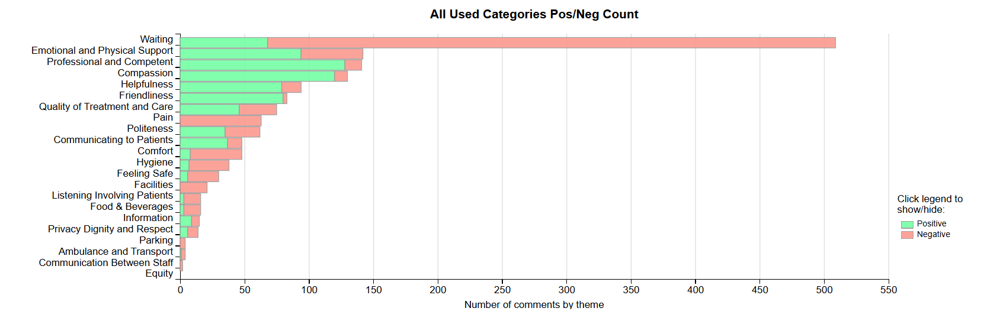 All Used Categories Pos/Neg Count
Waiting
Emotional and Physical Support
Professional and Competent
Compassion
Helpfulness
Friendliness
Quality of Treatment and Care
Pain
Politeness
Communicating to Patients
Comfort
Hygiene
Feeling Safe
Facilities
Listening Involving Patients
Food & Beverages
Information
Privacy Dignity and Respect
Parking
Ambulance and Transport
Communication Between Staff
Equity
0 50 100 150 200 250 300 350 400 450 500 550
Number of comments by theme
Click legend to
show/hide:
Positive
Negative